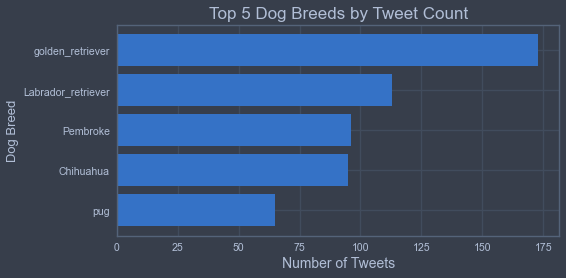 Top 5 Dog Breeds by Tweet Count
Dog Breed
golden_retriever
Labrador_retriever
Pembroke
Chihuahua
pug
0 25 50 75 100 125 150 175
Number of Tweets